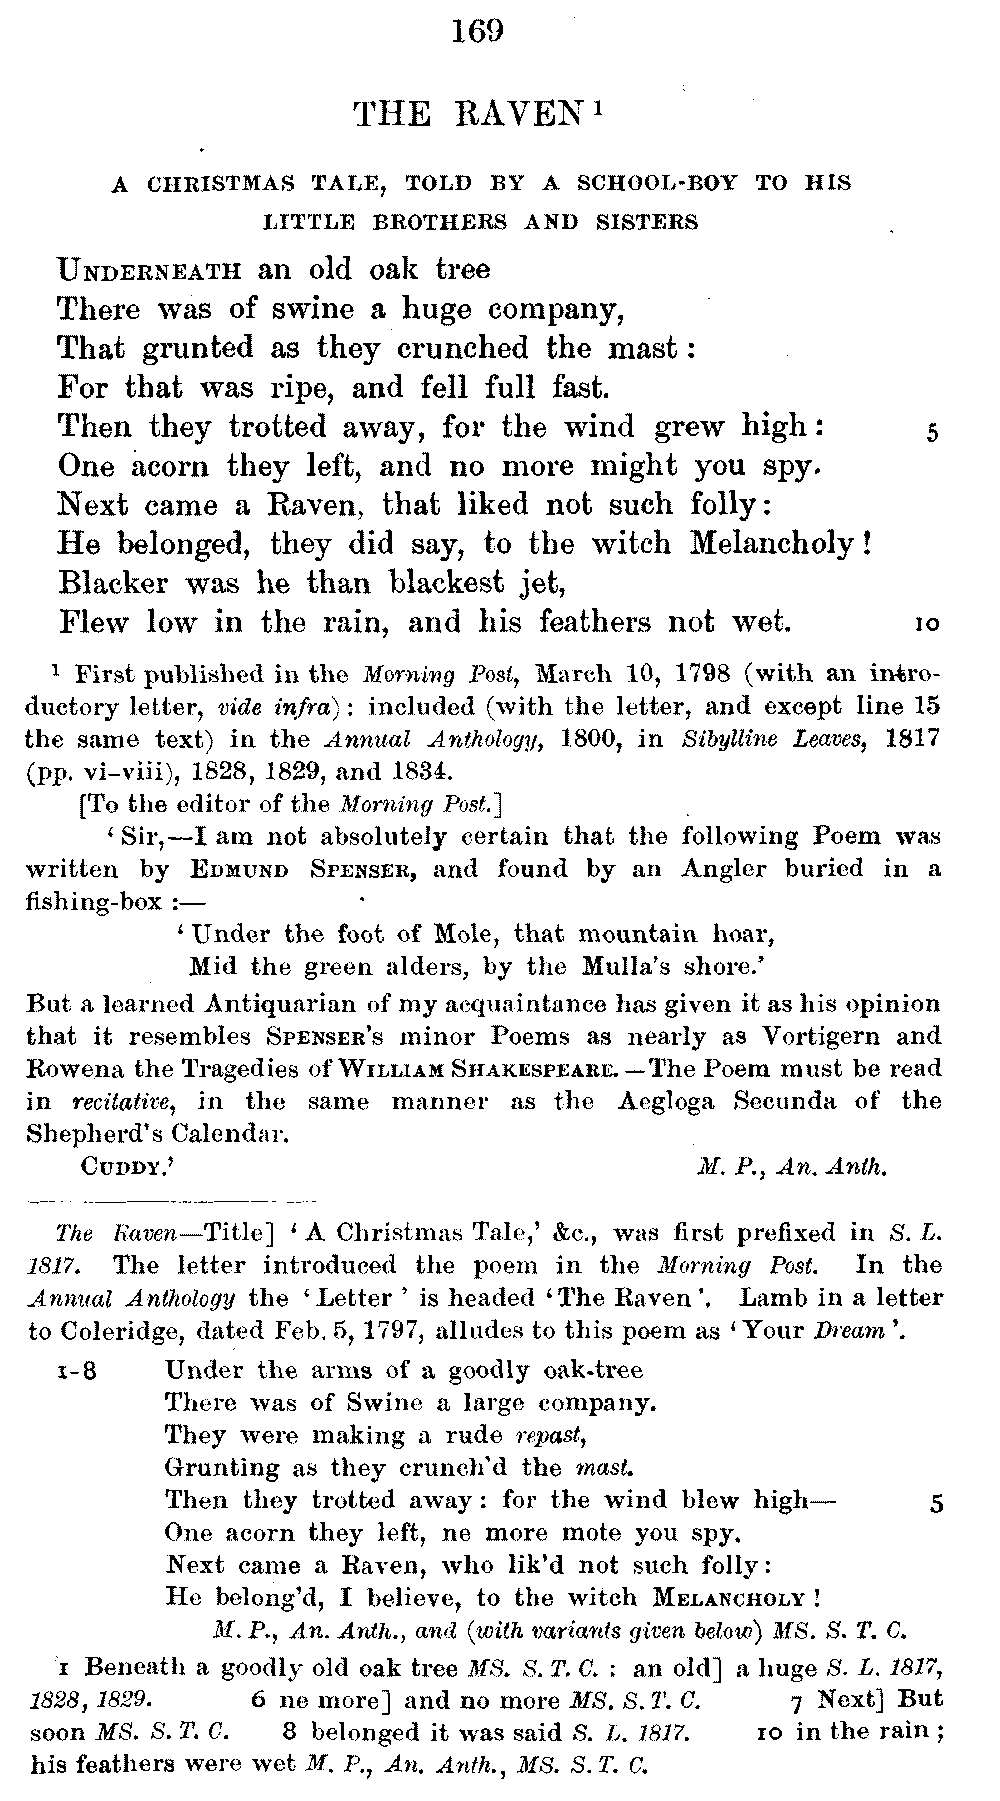 169
THE RAVEN ¹
A CHRISTMAS TALE, TOLD BY A SCHOOL-BOY TO HIS
LITTLE BROTHERS AND SISTERS
UNDERNEATH an old oak tree
There was of swine a huge company,
That grunted as they crunched the mast :
For that was ripe, and fell full fast.
Then they trotted away, for the wind grew high : 5
One acorn they left, and no more might you spy.
Next came a Raven, that liked not such folly :
He belonged, they did say, to the witch Melancholy !
Blacker was he than blackest jet,
Flew low in the rain, and his feathers not wet. 10
¹ First published in the Morning Post, March 10, 1798 (with an intro-
ductory letter, vide infra) : included (with the letter, and except line 15
the same text) in the Annual Anthology, 1800, in Sibylline Leaves, 1817
(pp. vi-viii), 1828, 1829, and 1834.
[To the editor of the Morning Post.]
‘ Sir,—I am not absolutely certain that the following Poem was
written by EDMUND SPENSER, and found by an Angler buried in a
fishing-box :—
‘ Under the foot of Mole, that mountain hoar,
Mid the green alders, by the Mulla’s shore.’
But a learned Antiquarian of my acquaintance has given it as his opinion
that it resembles SPENSER’S minor Poems as nearly as Vortigern and
Rowena the Tragedies of WILLIAM SHAKESPEARE.—The Poem must be read
in recitative, in the same manner as the Aegloga Secunda of the
Shepherd’s Calendar.
CUDDY.’ M. P., An. Anth.
The Raven—Title] ‘ A Christmas Tale,’ &c., was first prefixed in S. L.
1817. The letter introduced the poem in the Morning Post. In the
Annual Anthology the ‘ Letter ’ is headed ‘ The Raven ’. Lamb in a letter
to Coleridge, dated Feb. 5, 1797, alludes to this poem as ‘ Your Dream ’.
1-8 Under the arms of a goodly oak-tree
There was of Swine a large company.
They were making a rude repast,
Grunting as they crunch’d the mast.
Then they trotted away : for the wind blew high— 5
One acorn they left, ne more mote you spy.
Next came a Raven, who lik’d not such folly :
He belong’d, I believe, to the witch MELANCHOLY !
M. P., An. Anth., and (with variants given below) MS. S. T. C.
1 Beneath a goodly old oak tree MS. S. T. C. : an old] a huge S. L. 1817,
1828, 1829. 6 ne more] and no more MS. S. T. C. 7 Next] But
soon MS. S. T. C. 8 belonged it was said S. L. 1817. 10 in the rain ;
his feathers were wet M. P., An. Anth., MS. S. T. C.